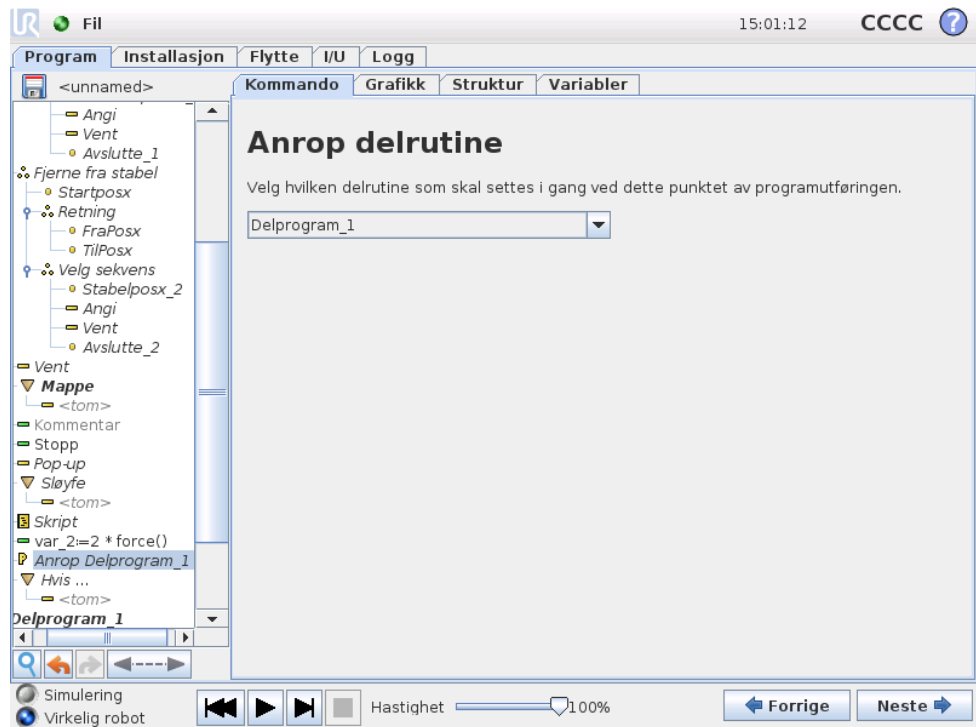 UR Fil 15:01:12 CCCC ?
Program Installasjon Flytte I/U Logg
<unnamed>
Kommando Grafikk Struktur Variabler
Angi
Vent
Avslutte_1
Fjerne fra stabel
Startposx
Retning
FraPosx
TilPosx
Velg sekvens
Stabelposx_2
Angi
Vent
Avslutte_2
Vent
Mappe
<tom>
Kommentar
Stopp
Pop-up
Sløyfe
<tom>
Skript
var_2:=2 * force()
P Anrop Delprogram_1
Hvis ...
<tom>
Delprogram_1
Anrop delrutine
Velg hvilken delrutine som skal settes i gang ved dette punktet av programutføringen.
Delprogram_1
Simulering
Virkelig robot
Hastighet 100%
Forrige Neste